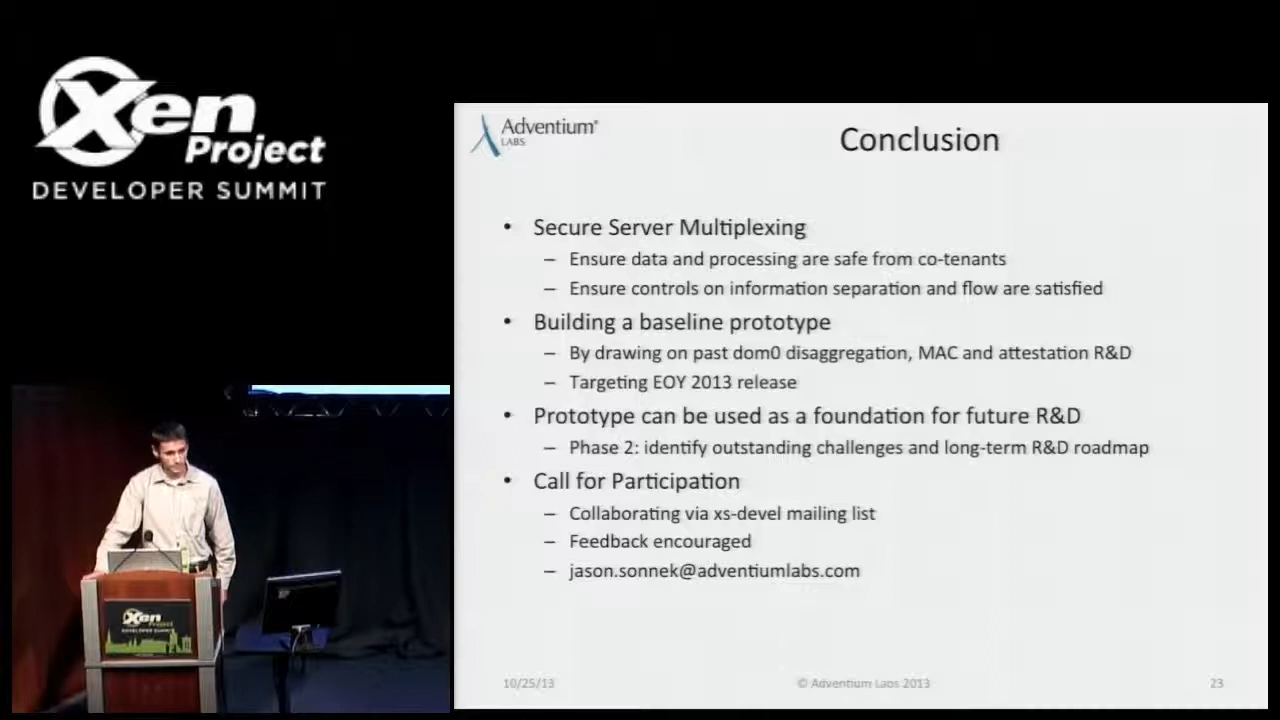 Xen
Project
DEVELOPER SUMMIT
Adventium®
LABS
Conclusion
• Secure Server Multiplexing
– Ensure data and processing are safe from co-tenants
– Ensure controls on information separation and flow are satisfied
• Building a baseline prototype
– By drawing on past dom0 disaggregation, MAC and attestation R&D
– Targeting EOY 2013 release
• Prototype can be used as a foundation for future R&D
– Phase 2: identify outstanding challenges and long-term R&D roadmap
• Call for Participation
– Collaborating via xs-devel mailing list
– Feedback encouraged
– jason.sonnek@adventiumlabs.com
10/25/13 © Adventium Labs 2013 23
Xen
Project
DEVELOPER SUMMIT